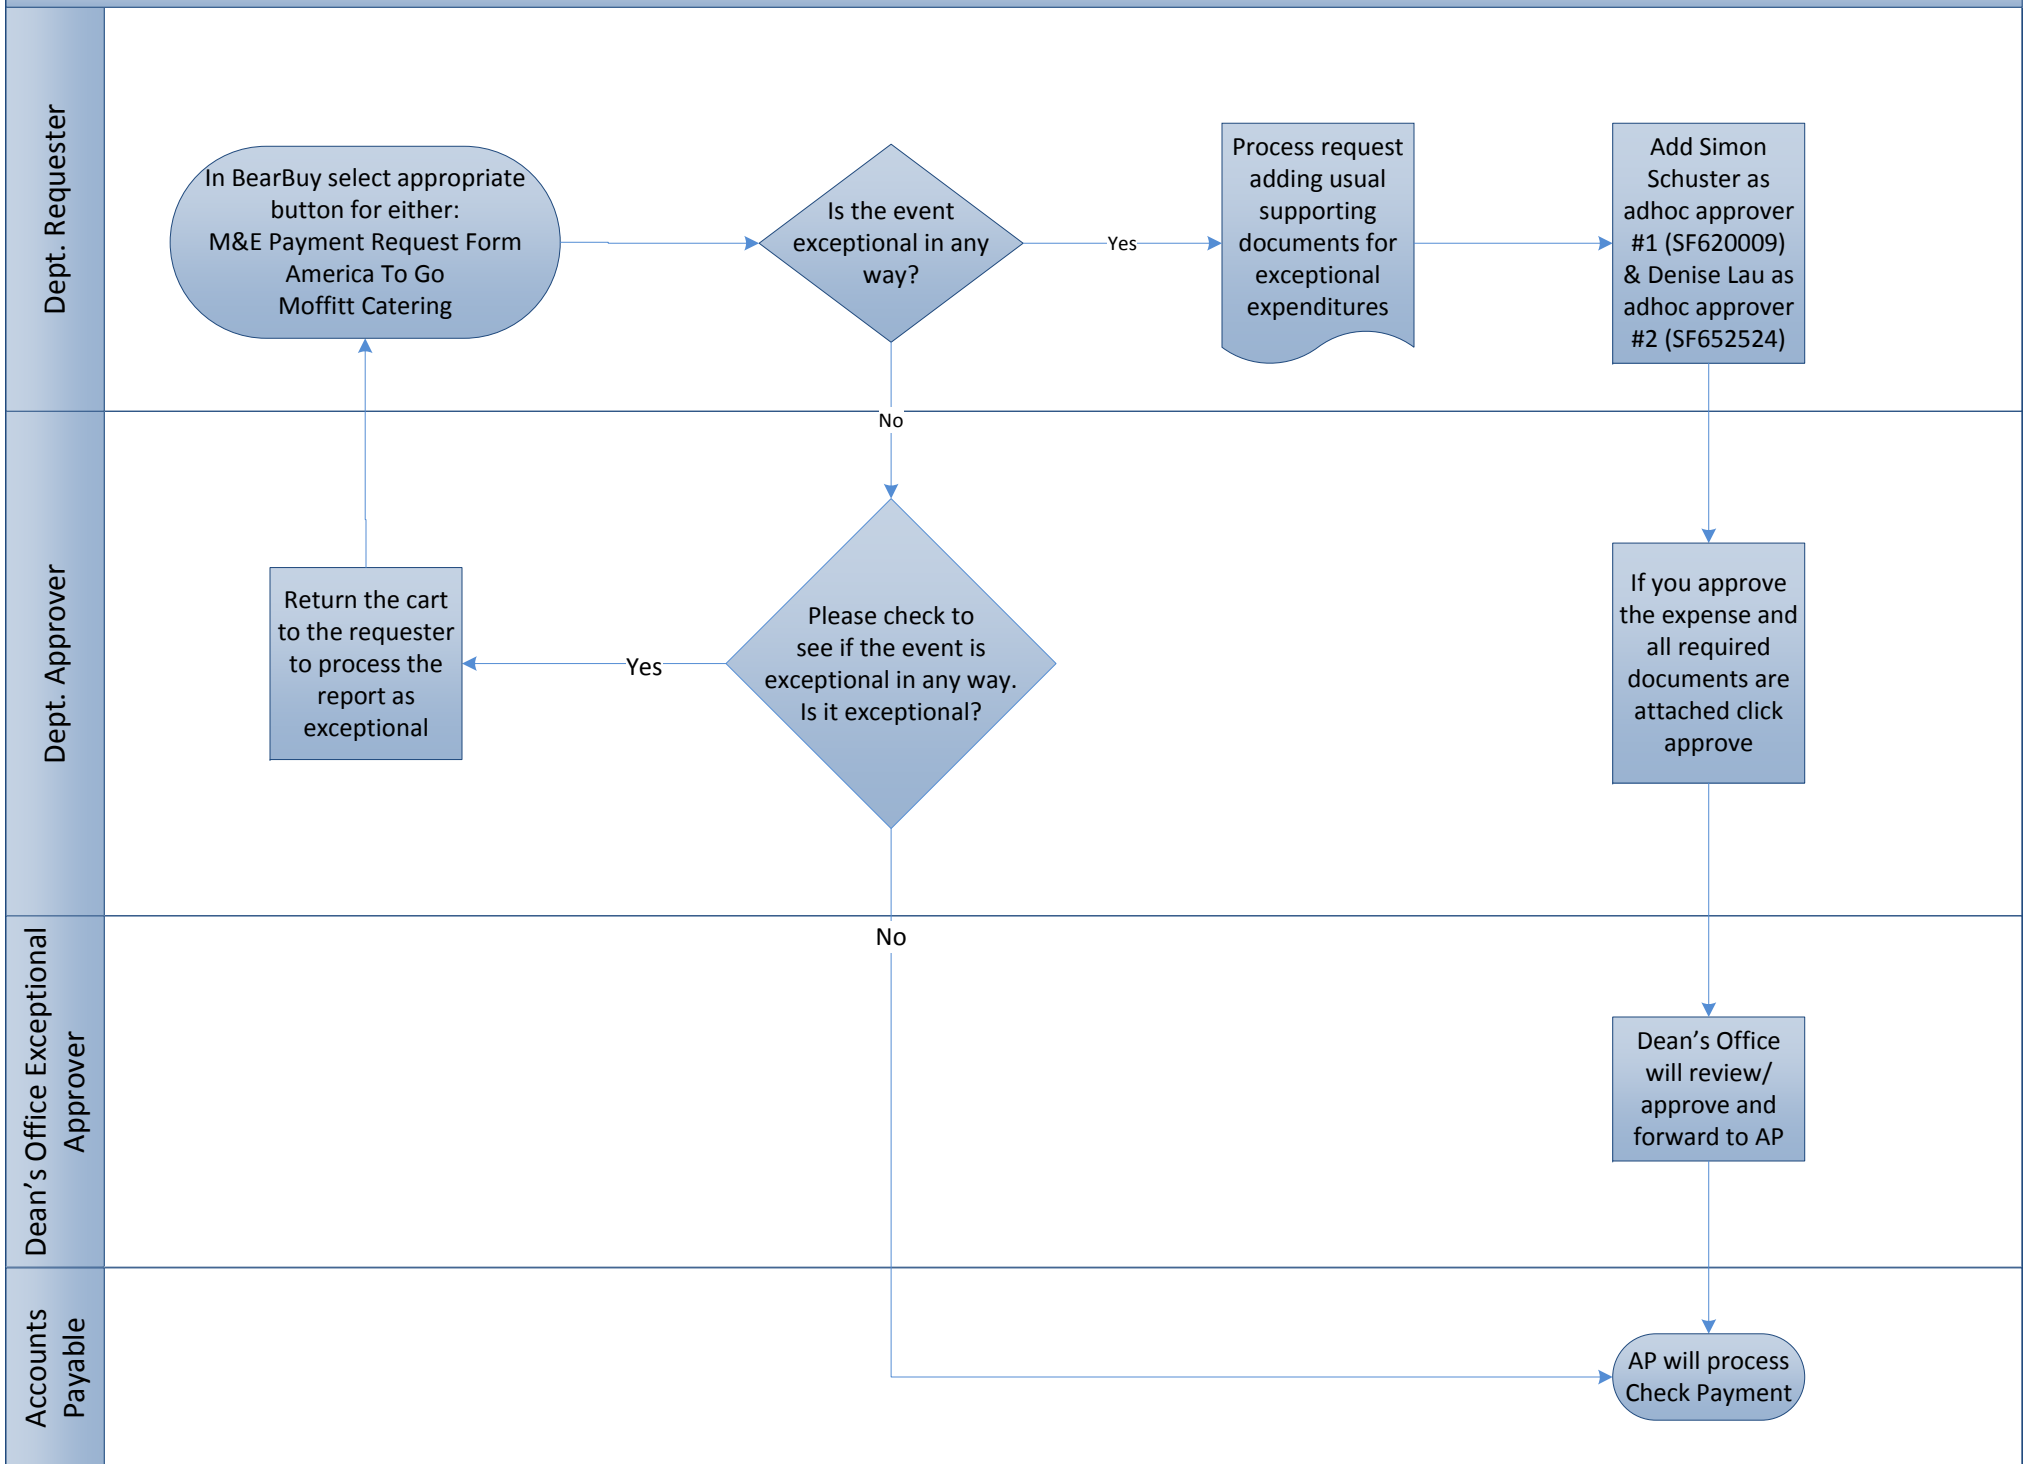 Dept. Requester
In BearBuy select appropriate
button for either:
M&E Payment Request Form
America To Go
Moffitt Catering
Is the event
exceptional in any
way?
Yes
Process request
adding usual
supporting
documents for
exceptional
expenditures
Add Simon
Schuster as
adhoc approver
#1 (SF620009)
& Denise Lau as
adhoc approver
#2 (SF652524)
No
Dept. Approver
Return the cart
to the requester
to process the
report as
exceptional
Yes
Please check to
see if the event is
exceptional in any way.
Is it exceptional?
If you approve
the expense and
all required
documents are
attached click
approve
No
Dean’s Office Exceptional
Approver
Dean’s Office
will review/
approve and
forward to AP
Accounts
Payable
AP will process
Check Payment